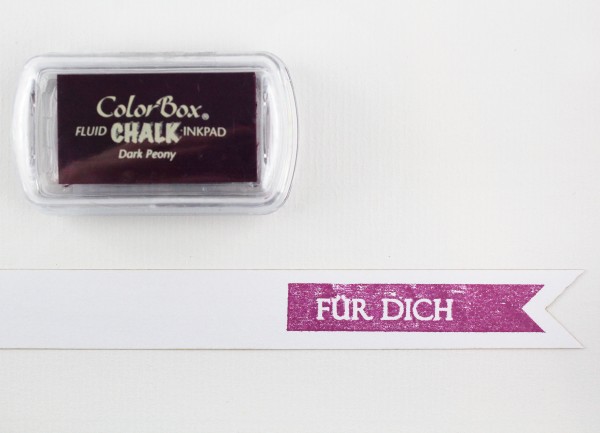 ColorBox®
FLUID CHALK INKPAD
Dark Peony
FÜR DICH